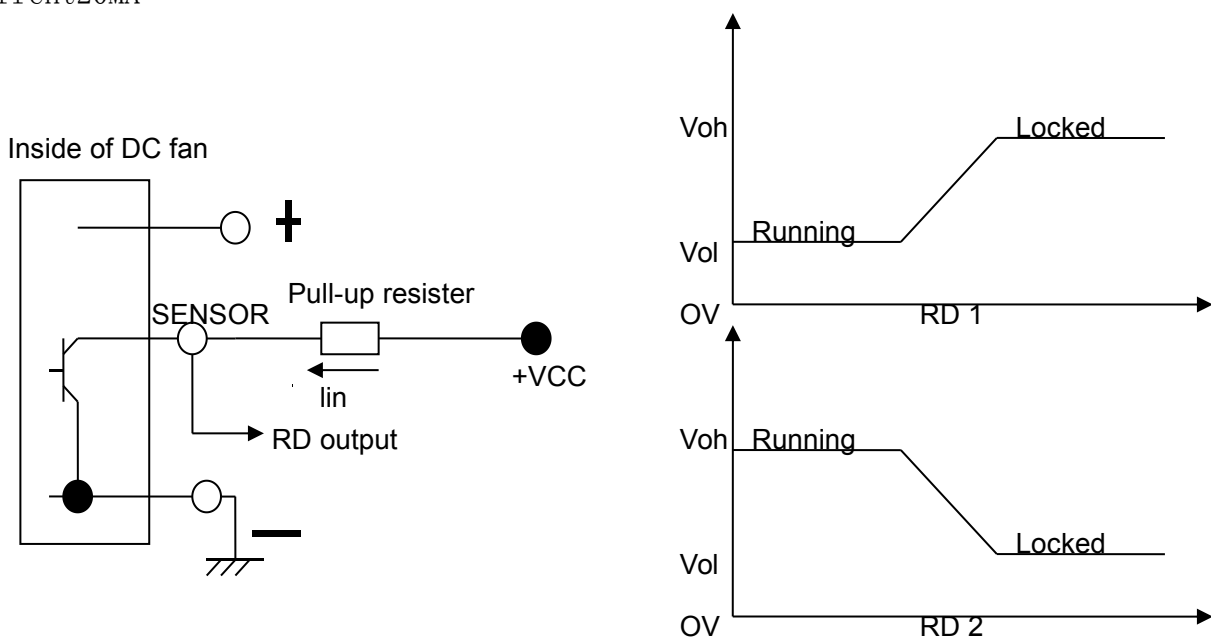 Inside of DC fan
+
SENSOR
Pull-up resister
+VCC
Iin
RD output
Voh
Locked
Running
Vol
OV
RD 1
Voh
Running
Locked
Vol
OV
RD 2